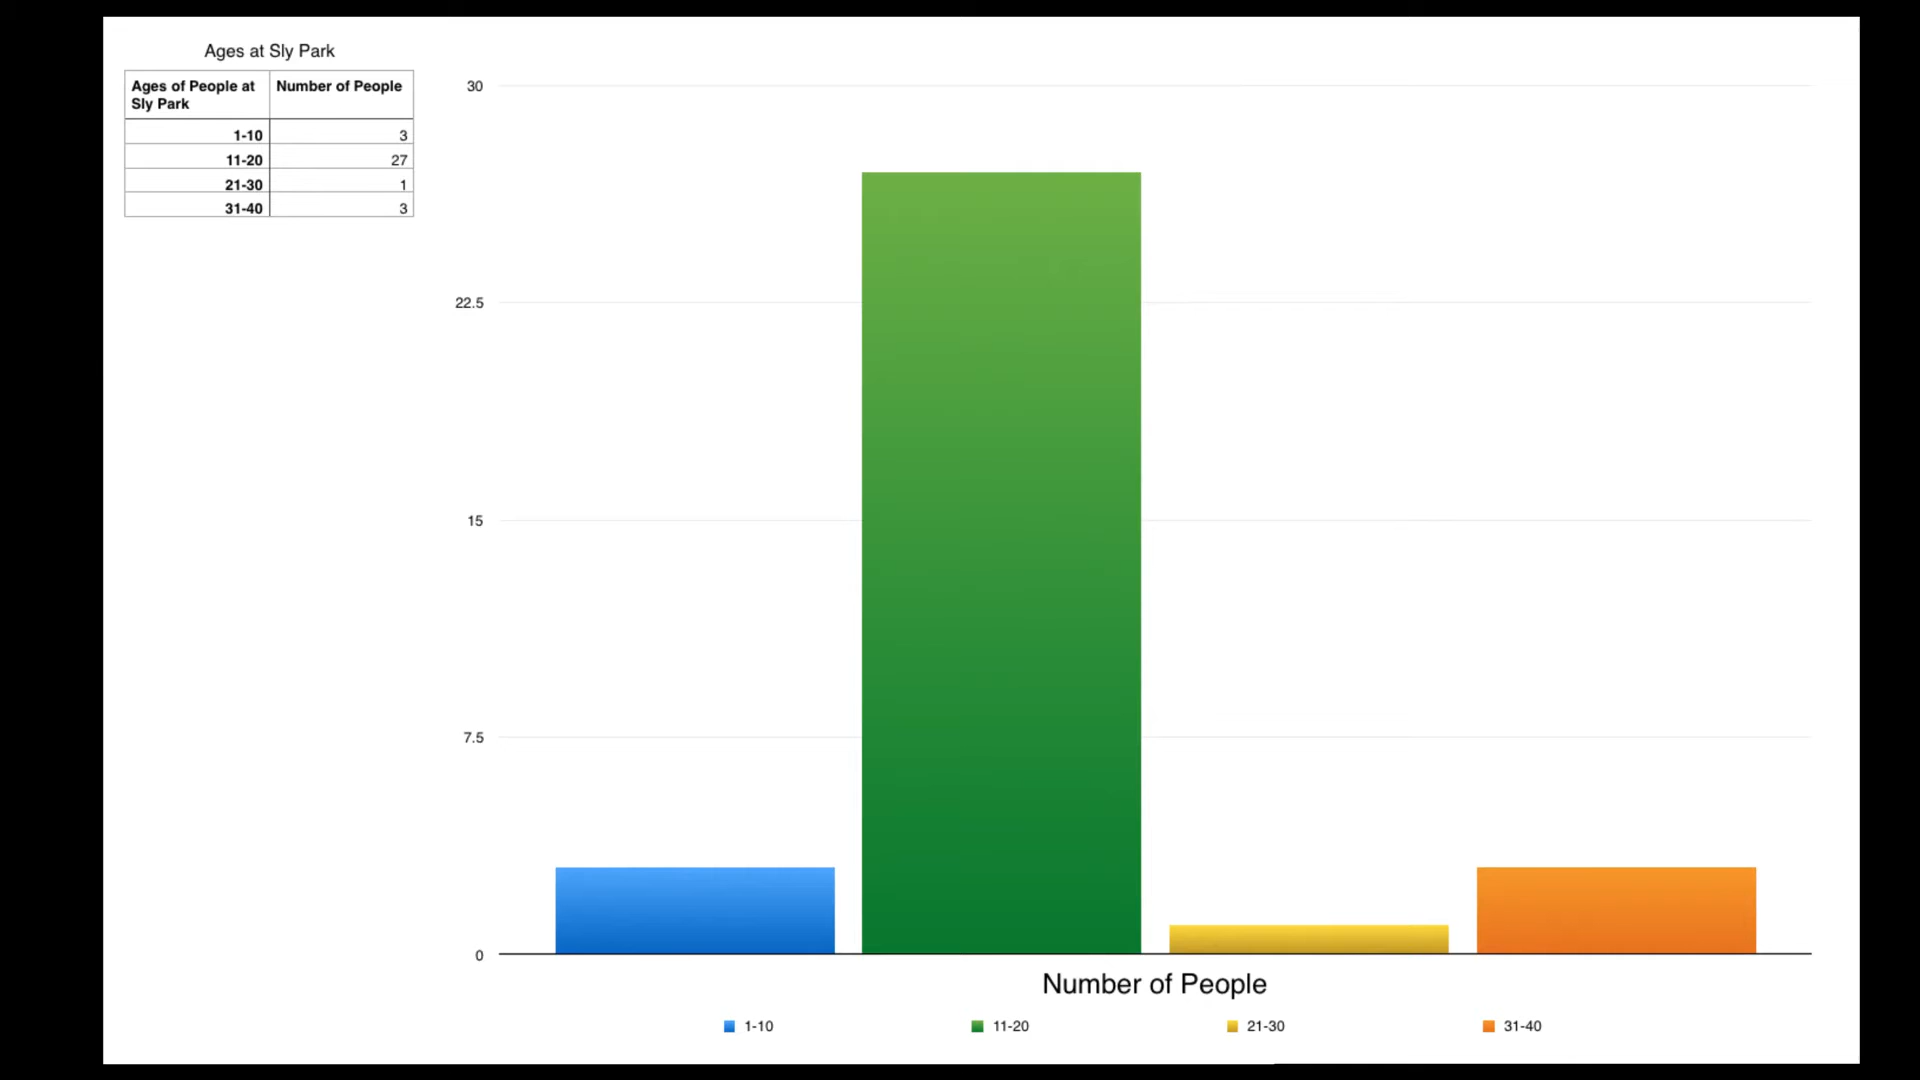 Ages at Sly Park
Ages of People at Sly Park Number of People
1-10 3
11-20 27
21-30 1
31-40 3
30
22.5
15
7.5
0
Number of People
1-10 11-20 21-30 31-40